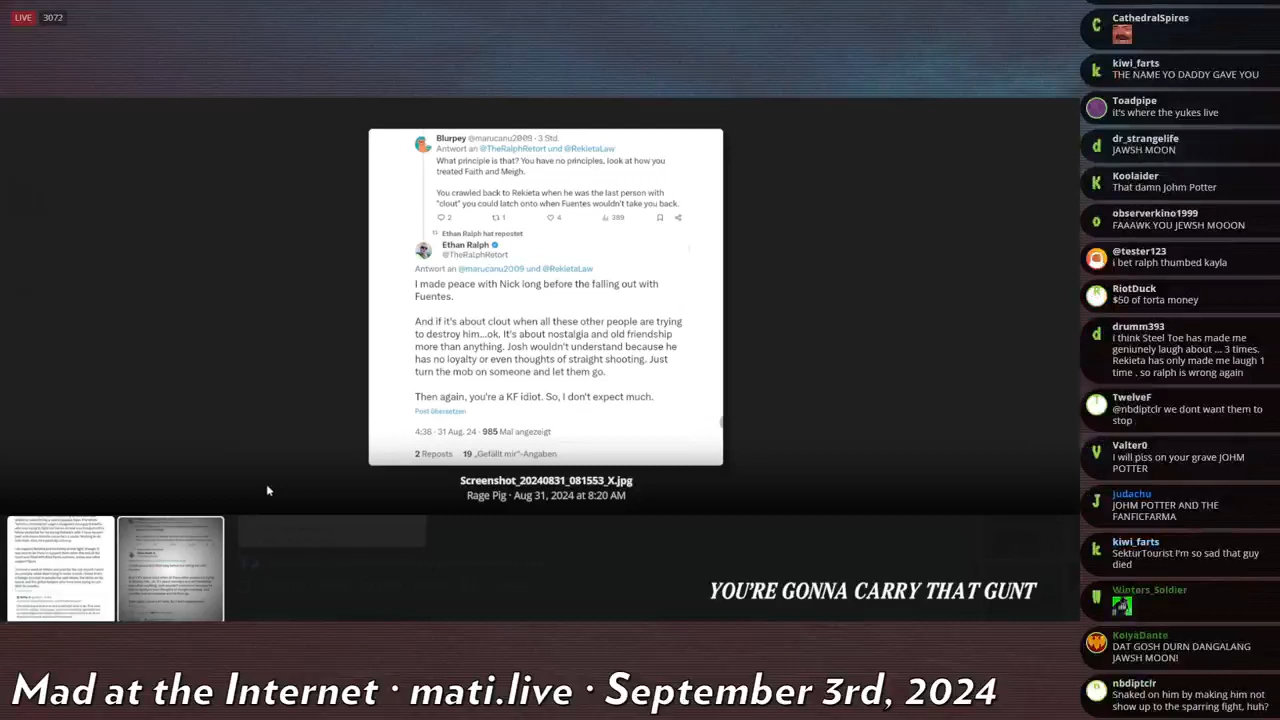 LIVE 3072
Blurpey @marucanu2009 · 3 Std.
Antwort an @TheRalphRetort und @RekietaLaw
What principle is that? You have no principles, look at how you
treated Faith and Meigh.
You crawled back to Rekieta when he was the last person with
"clout" you could latch onto when Fuentes wouldn't take you back.
2 1 4 389
Ethan Ralph hat repostet
Ethan Ralph
@TheRalphRetort
Antwort an @marucanu2009 und @RekietaLaw
I made peace with Nick long before the falling out with
Fuentes.
And if it's about clout when all these other people are trying
to destroy him...ok. It's about nostalgia and old friendship
more than anything. Josh wouldn't understand because he
has no loyalty or even thoughts of straight shooting. Just
turn the mob on someone and let them go.
Then again, you're a KF idiot. So, I don't expect much.
Post übersetzen
4:38 · 31 Aug. 24 · 985 Mal angezeigt
2 Reposts 19 „Gefällt mir“-Angaben
Screenshot_20240831_081553_X.jpg
Rage Pig · Aug 31, 2024 at 8:20 AM
YOU'RE GONNA CARRY THAT GUNT
Mad at the Internet · mati.live · September 3rd, 2024
CathedralSpires
kiwi_farts
THE NAME YO DADDY GAVE YOU
Toadpipe
it's where the yukes live
dr_strangelife
JAWSH MOON
Koolaider
That damn John Potter
observerkino1999
FAAAWK YOU JEWSH MOOON
@tester123
i bet ralph thumbed kayla
RiotDuck
$50 of torta money
drumm393
I think Steel Toe has made me
geniunely laugh about ... 3 times.
Rekieta has only made me laugh 1
time , so ralph is wrong again
TwelveF
@nbdiptclr we dont want them to
stop
Valter0
I will piss on your grave JOHM
POTTER
Judachu
JOHM POTTER AND THE
FANFICFARMA
kiwi_farts
SekturTours I'm so sad that guy
died
Winters_Soldier
KoiyaDante
DAT GOSH DURN DANGALANG
JAWSH MOON!
nbdiptclr
Snaked on him by making him not
show up to the sparring fight, huh?